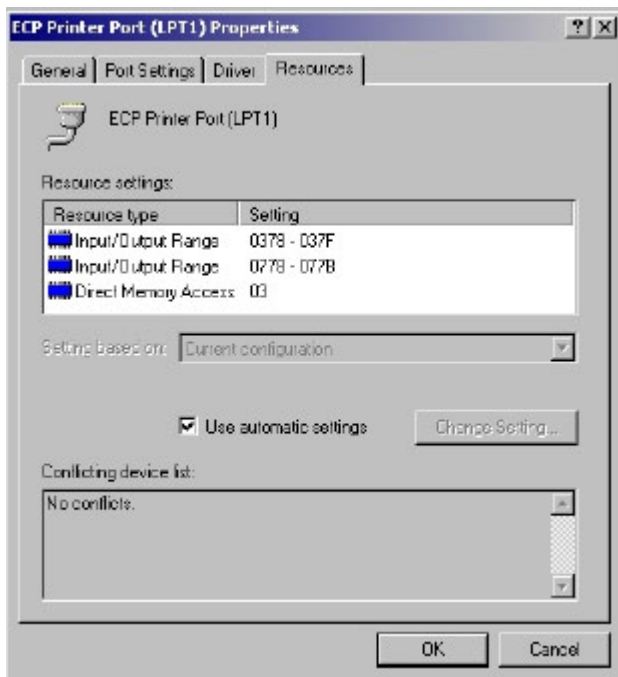 ECP Printer Port (LPT1) Properties
General Port Settings Driver Resources
ECP Printer Port (LPT1)
Resource settings:
Resource type Setting
Input/Output Range 0378 - 037F
Input/Output Range 0778 - 077B
Direct Memory Access 03
Setting based on: Current configuration
Use automatic settings Change Setting...
Conflicting device list:
No conflicts.
OK Cancel